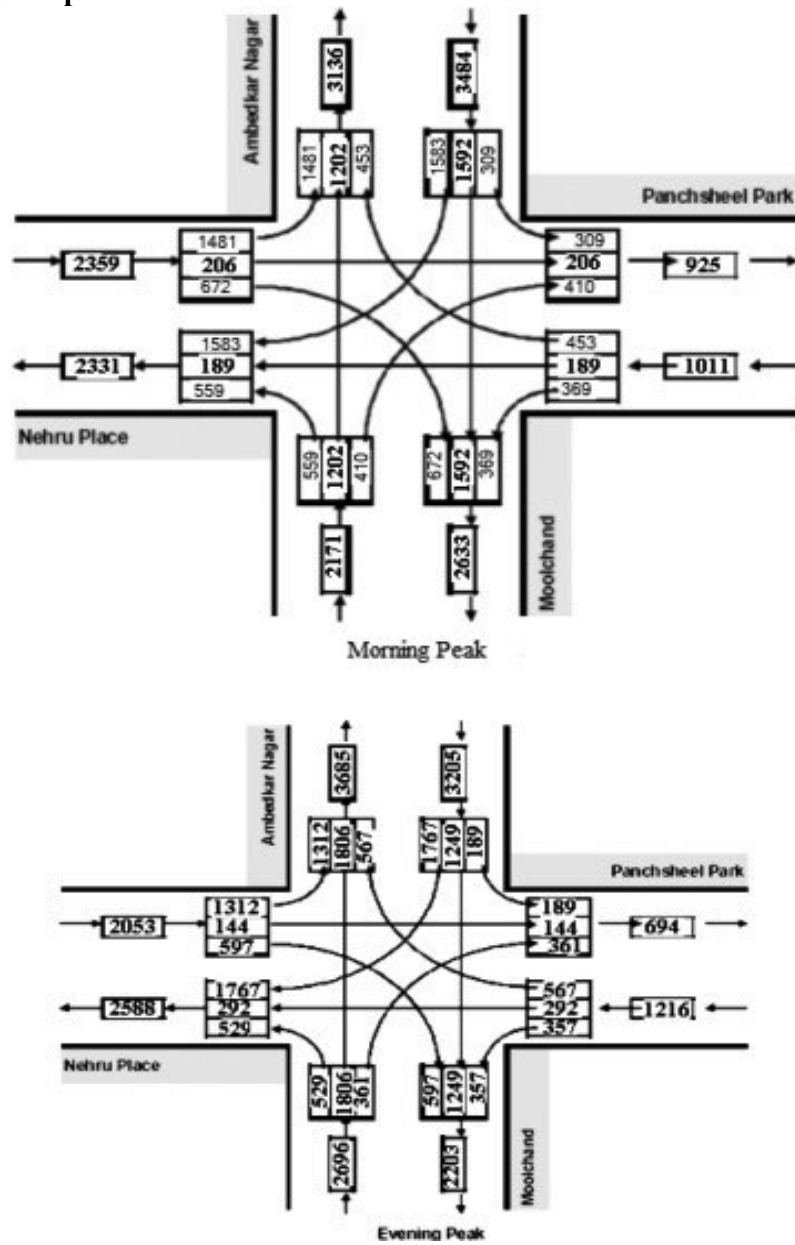 Ambedkar Nagar
3136
3484
1481 1202 453
1583 1592 309
Panchsheel Park
2359
1481
206
672
309
206
410
925
2331
1583
189
559
453
189
369
1011
Nehru Place
559 1202 410
672 1592 369
2171
2633
Moolchand
Morning Peak
Ambedkar Nagar
3685
3205
1312 1806 567
1767 1249 189
Panchsheel Park
2053
1312
144
597
189
144
361
694
2588
1767
292
529
567
292
357
1216
Nehru Place
529 1806 361
597 1249 357
2696
2203
Moolchand
Evening Peak